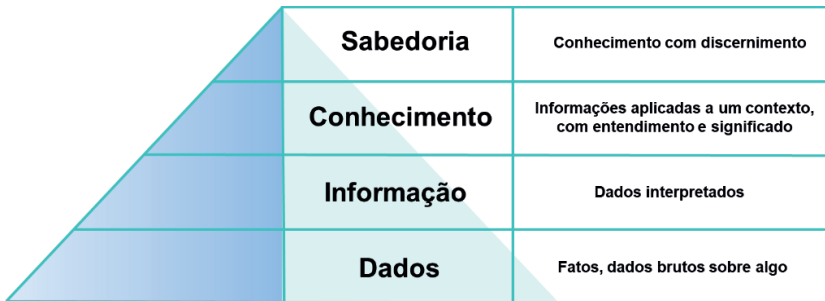 Sabedoria
Conhecimento com discernimento
Conhecimento
Informações aplicadas a um contexto,
com entendimento e significado
Informação
Dados interpretados
Dados
Fatos, dados brutos sobre algo